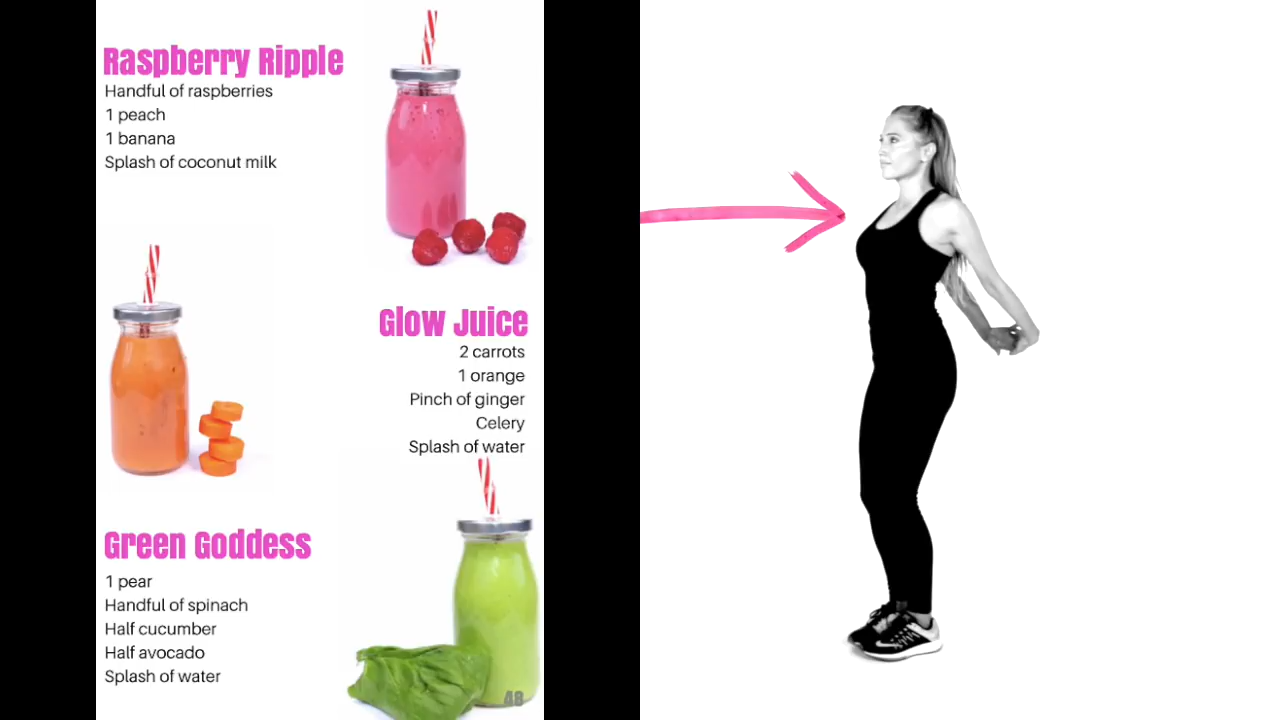 Raspberry Ripple
Handful of raspberries
1 peach
1 banana
Splash of coconut milk
Glow Juice
2 carrots
1 orange
Pinch of ginger
Celery
Splash of water
Green Goddess
1 pear
Handful of spinach
Half cucumber
Half avocado
Splash of water
48